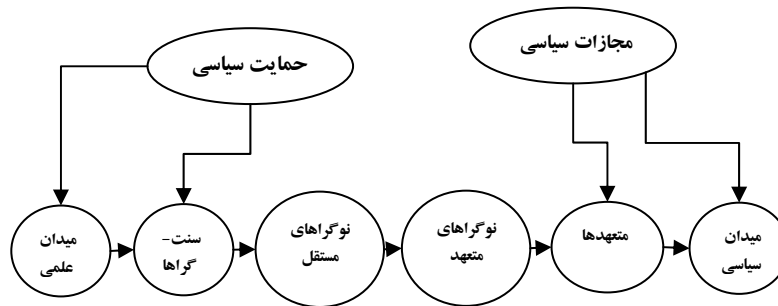 مجازات سیاسی
حمایت سیاسی
میدان
سیاسی
متعهدها
نوگراهای
متعهد
نوگراهای
مستقل
سنت-
گراها
میدان
علمی